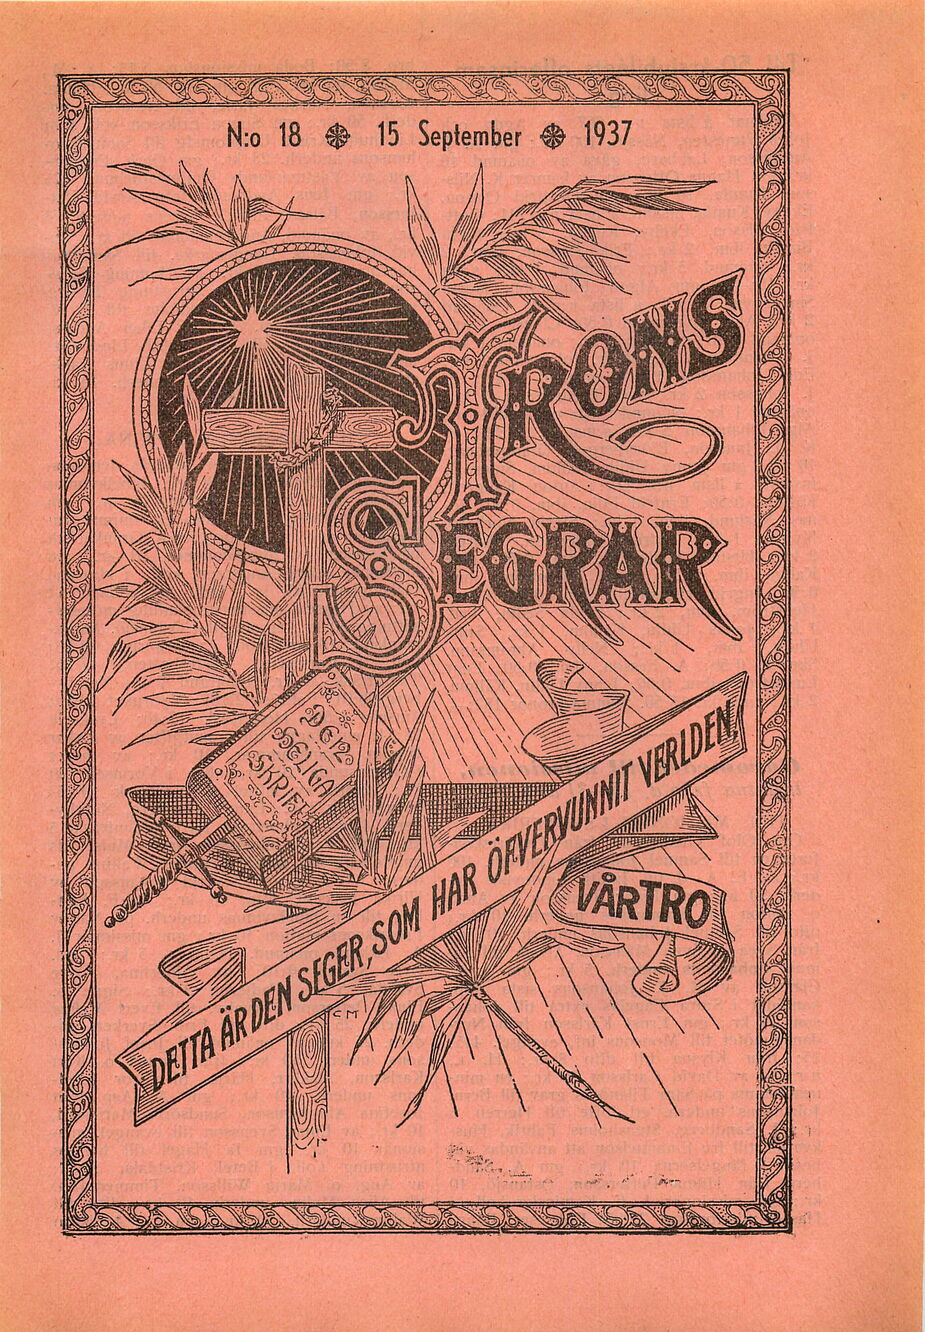 N:o 18 ֎ 15 September ֎ 1937
TRONS
SEGRAR
DEN
HELIGA
SKRIFT
DETTA ÄR DEN SEGER, SOM HAR ÖFVERVUNNIT VERLDEN,
VÅR TRO
C M